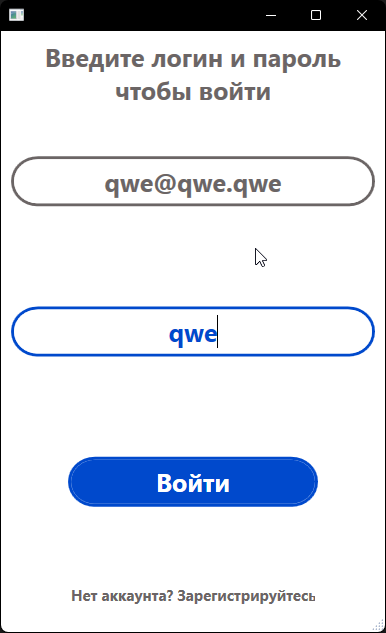 Введите логин и пароль
чтобы войти
qwe@qwe.qwe
qwe
Войти
Нет аккаунта? Зарегистрируйтесь